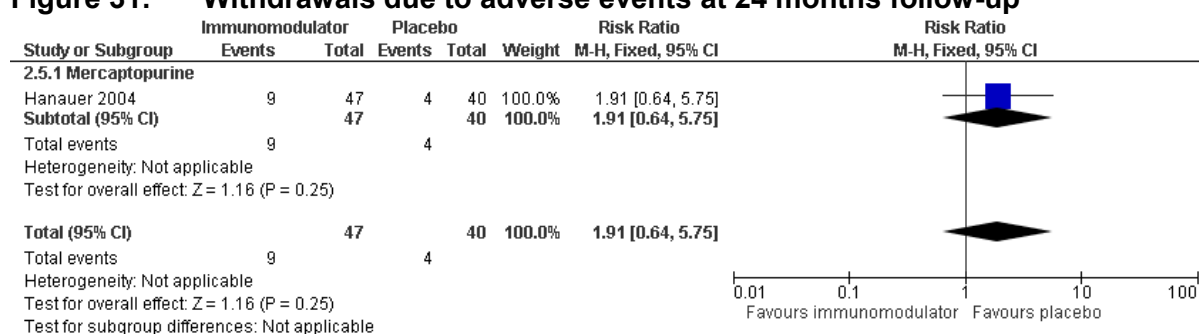 Figure 31: Withdrawals due to adverse events at 24 months follow-up
Immunomodulator Placebo Risk Ratio Risk Ratio
Study or Subgroup Events Total Events Total Weight M-H, Fixed, 95% CI M-H, Fixed, 95% CI
2.5.1 Mercaptopurine
Hanauer 2004 9 47 4 40 100.0% 1.91 [0.64, 5.75]
Subtotal (95% CI) 47 40 100.0% 1.91 [0.64, 5.75]
Total events 9 4
Heterogeneity: Not applicable
Test for overall effect: Z = 1.16 (P = 0.25)
Total (95% CI) 47 40 100.0% 1.91 [0.64, 5.75]
Total events 9 4
Heterogeneity: Not applicable
Test for overall effect: Z = 1.16 (P = 0.25)
Test for subgroup differences: Not applicable
0.01 0.1 1 10 100
Favours immunomodulator Favours placebo